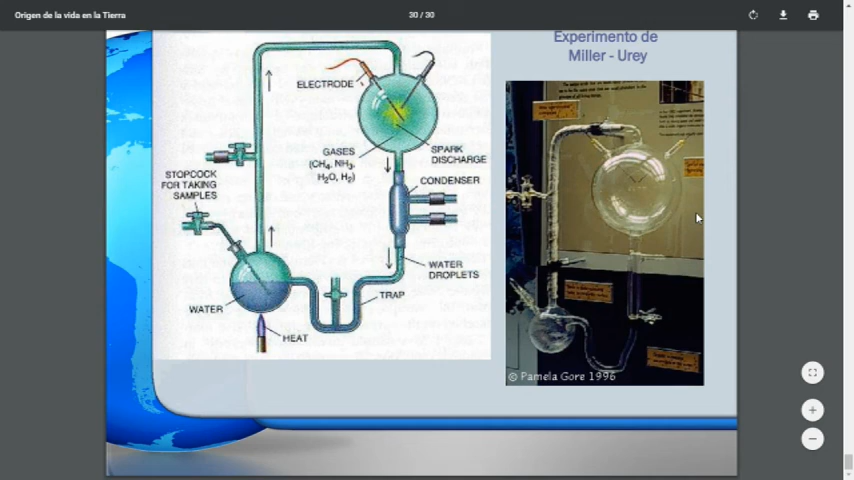 Origen de la vida en la Tierra
30 / 30
Experimento de
Miller - Urey
ELECTRODE
GASES
(CH₄, NH₃,
H₂O, H₂)
SPARK
DISCHARGE
STOPCOCK
FOR TAKING
SAMPLES
CONDENSER
WATER
DROPLETS
TRAP
WATER
HEAT
© Pamela Gore 1996